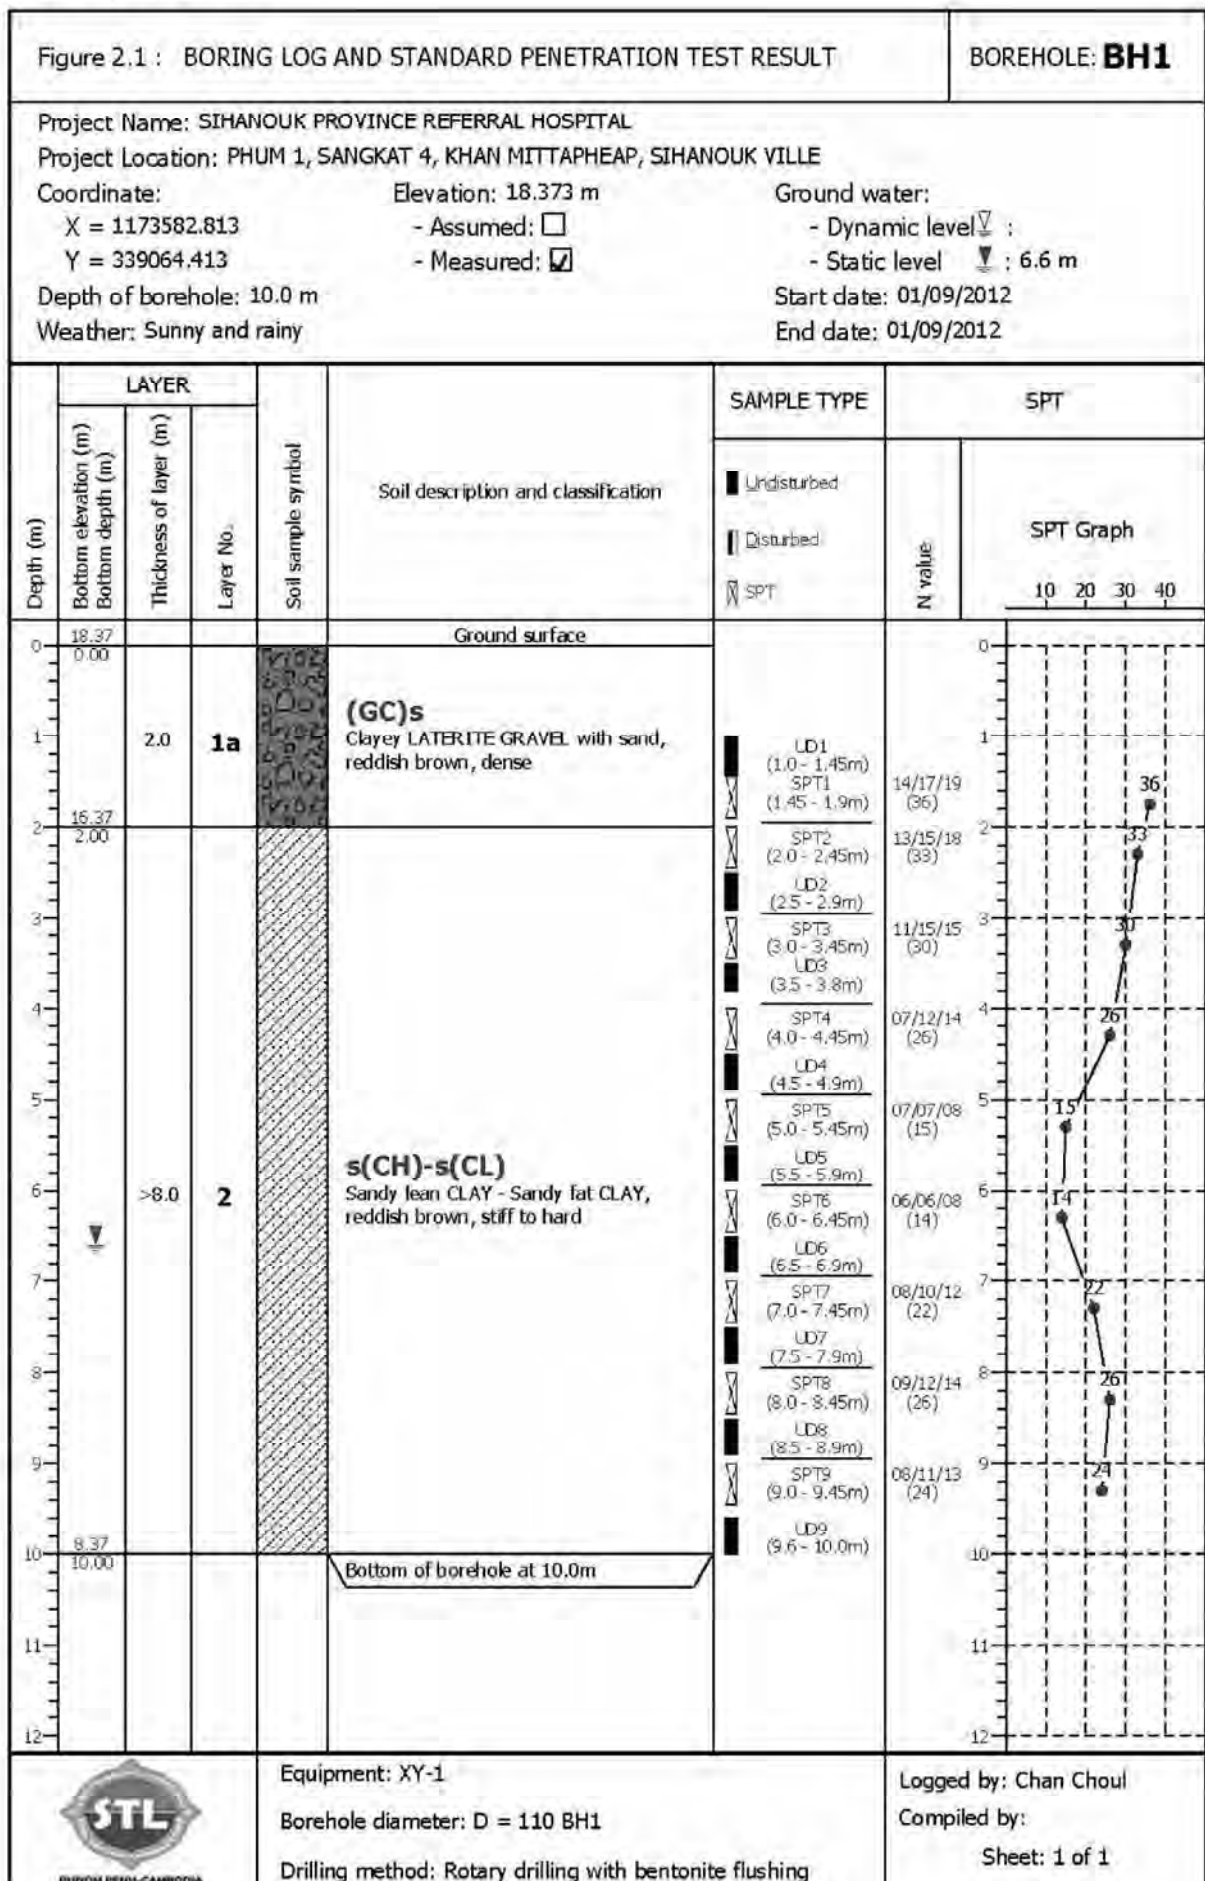 Figure 2.1 : BORING LOG AND STANDARD PENETRATION TEST RESULT
BOREHOLE: BH1
Project Name: SIHANOUK PROVINCE REFERRAL HOSPITAL
Project Location: PHUM 1, SANGKAT 4, KHAN MITTAPHEAP, SIHANOUK VILLE
Coordinate:
X = 1173582.813
Y = 339064.413
Elevation: 18.373 m
- Assumed:
- Measured:
Ground water:
- Dynamic level :
- Static level : 6.6 m
Depth of borehole: 10.0 m
Start date: 01/09/2012
Weather: Sunny and rainy
End date: 01/09/2012
Depth (m)
LAYER
Bottom elevation (m)
Bottom depth (m)
Thickness of layer (m)
Layer No.
Soil sample symbol
Soil description and classification
SAMPLE TYPE
Undisturbed
Disturbed
SPT
SPT
N value
SPT Graph
10 20 30 40
0
1
2
3
4
5
6
7
8
9
10
11
12
18.37
0.00
16.37
2.00
8.37
10.00
2.0
>8.0
1a
2
Ground surface
(GC)s
Clayey LATERITE GRAVEL with sand,
reddish brown, dense
s(CH)-s(CL)
Sandy lean CLAY - Sandy fat CLAY,
reddish brown, stiff to hard
Bottom of borehole at 10.0m
UD1
(1.0 - 1.45m)
SPT1
(1.45 - 1.9m)
SPT2
(2.0 - 2.45m)
UD2
(2.5 - 2.9m)
SPT3
(3.0 - 3.45m)
UD3
(3.5 - 3.8m)
SPT4
(4.0 - 4.45m)
UD4
(4.5 - 4.9m)
SPT5
(5.0 - 5.45m)
UD5
(5.5 - 5.9m)
SPT6
(6.0 - 6.45m)
UD6
(6.5 - 6.9m)
SPT7
(7.0 - 7.45m)
UD7
(7.5 - 7.9m)
SPT8
(8.0 - 8.45m)
UD8
(8.5 - 8.9m)
SPT9
(9.0 - 9.45m)
UD9
(9.6 - 10.0m)
14/17/19
(36)
13/15/18
(33)
11/15/15
(30)
07/12/14
(26)
07/07/08
(15)
06/06/08
(14)
08/10/12
(22)
09/12/14
(26)
08/11/13
(24)
0
1
2
3
4
5
6
7
8
9
10
11
12
36
33
30
26
15
14
22
26
24
STL
Equipment: XY-1
Borehole diameter: D = 110 BH1
Drilling method: Rotary drilling with bentonite flushing
Logged by: Chan Choul
Compiled by:
Sheet: 1 of 1